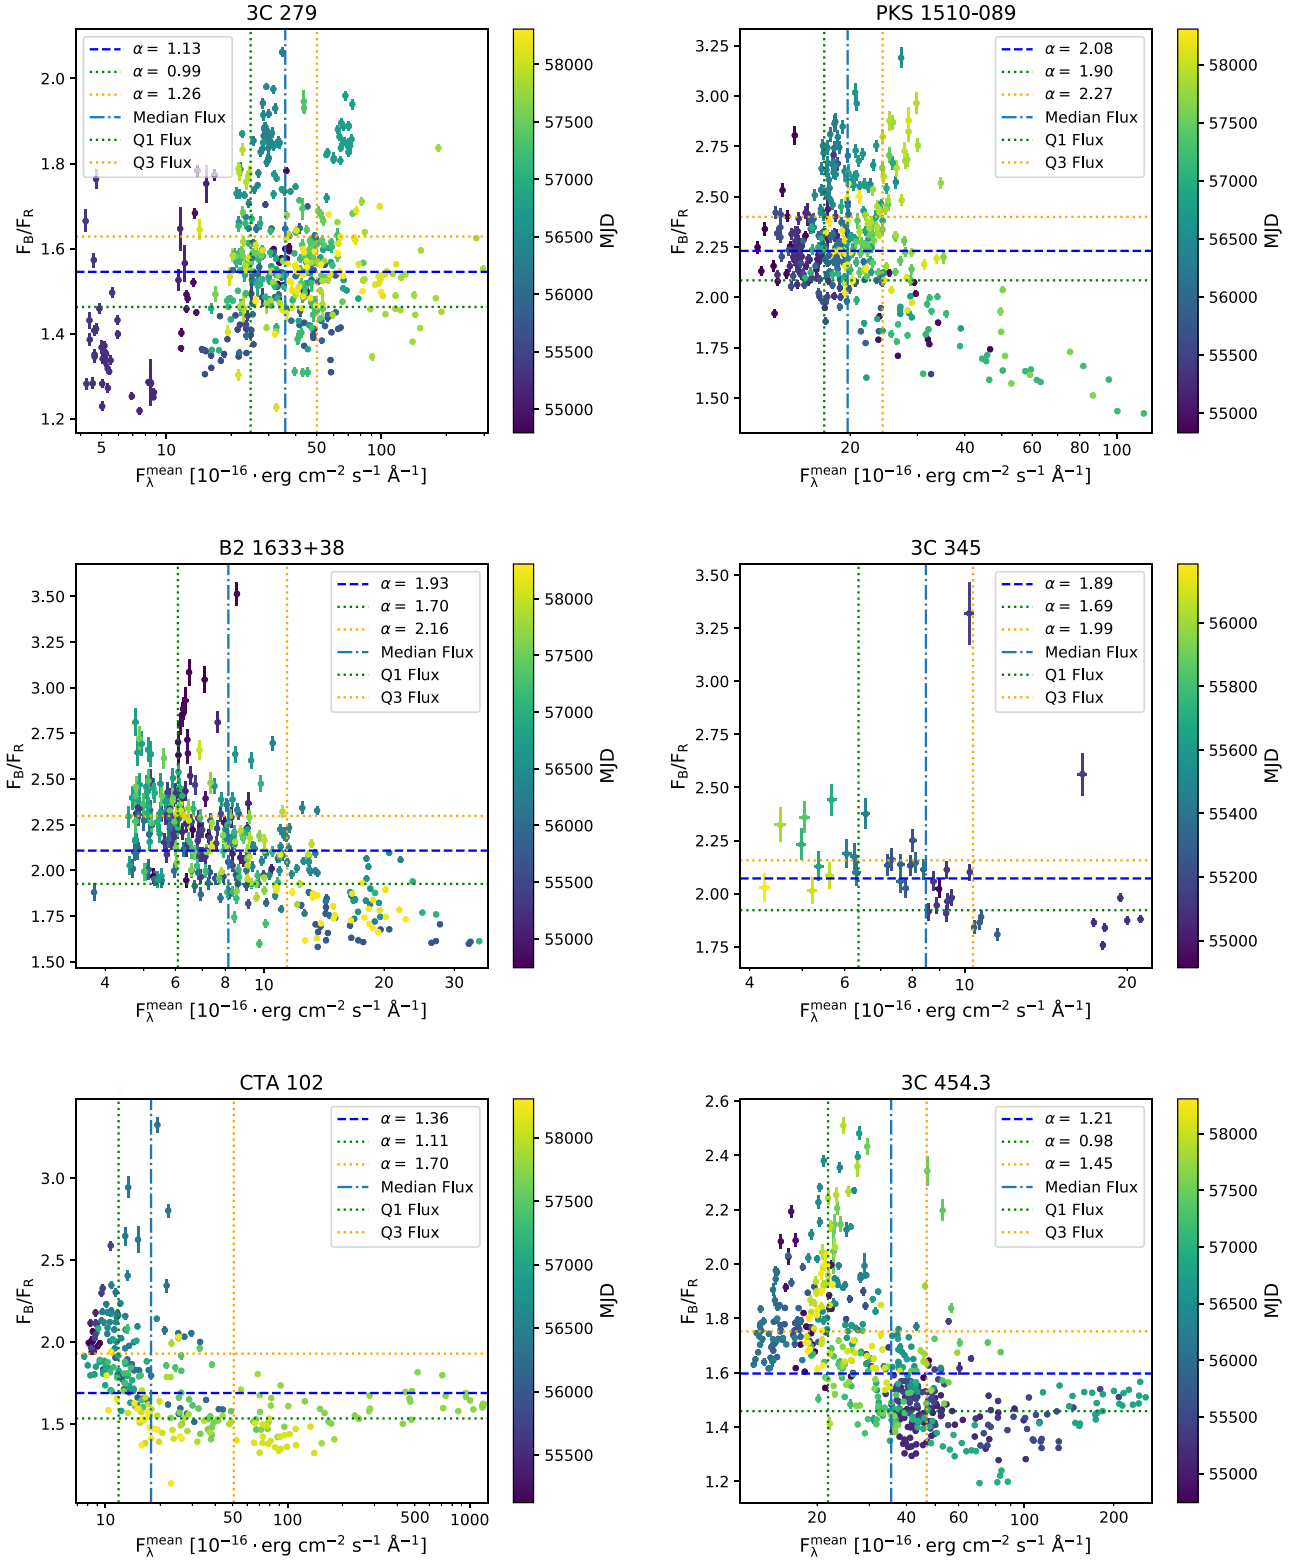 3C 279
α = 1.13
α = 0.99
α = 1.26
Median Flux
Q1 Flux
Q3 Flux
2.0
1.8
1.6
1.4
1.2
F_B/F_R
5
10
50
100
F_λ^mean [10^−16 · erg cm^−2 s^−1 Å^−1]
58000
57500
57000
56500
56000
55500
55000
MJD
PKS 1510-089
α = 2.08
α = 1.90
α = 2.27
Median Flux
Q1 Flux
Q3 Flux
3.25
3.00
2.75
2.50
2.25
2.00
1.75
1.50
F_B/F_R
20
40
60
80
100
F_λ^mean [10^−16 · erg cm^−2 s^−1 Å^−1]
58000
57500
57000
56500
56000
55500
55000
MJD
B2 1633+38
α = 1.93
α = 1.70
α = 2.16
Median Flux
Q1 Flux
Q3 Flux
3.50
3.25
3.00
2.75
2.50
2.25
2.00
1.75
1.50
F_B/F_R
4
6
8
10
20
30
F_λ^mean [10^−16 · erg cm^−2 s^−1 Å^−1]
58000
57500
57000
56500
56000
55500
55000
MJD
3C 345
α = 1.89
α = 1.69
α = 1.99
Median Flux
Q1 Flux
Q3 Flux
3.50
3.25
3.00
2.75
2.50
2.25
2.00
1.75
F_B/F_R
4
6
8
10
20
F_λ^mean [10^−16 · erg cm^−2 s^−1 Å^−1]
56000
55800
55600
55400
55200
55000
MJD
CTA 102
α = 1.36
α = 1.11
α = 1.70
Median Flux
Q1 Flux
Q3 Flux
3.0
2.5
2.0
1.5
F_B/F_R
10
50
100
500
1000
F_λ^mean [10^−16 · erg cm^−2 s^−1 Å^−1]
58000
57500
57000
56500
56000
55500
MJD
3C 454.3
α = 1.21
α = 0.98
α = 1.45
Median Flux
Q1 Flux
Q3 Flux
2.6
2.4
2.2
2.0
1.8
1.6
1.4
1.2
F_B/F_R
20
40
60
100
200
F_λ^mean [10^−16 · erg cm^−2 s^−1 Å^−1]
58000
57500
57000
56500
56000
55500
55000
MJD